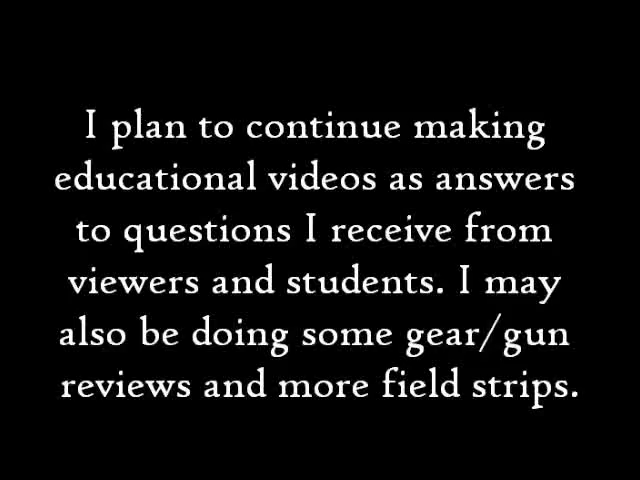 I plan to continue making
educational videos as answers
to questions I receive from
viewers and students. I may
also be doing some gear/gun
reviews and more field strips.